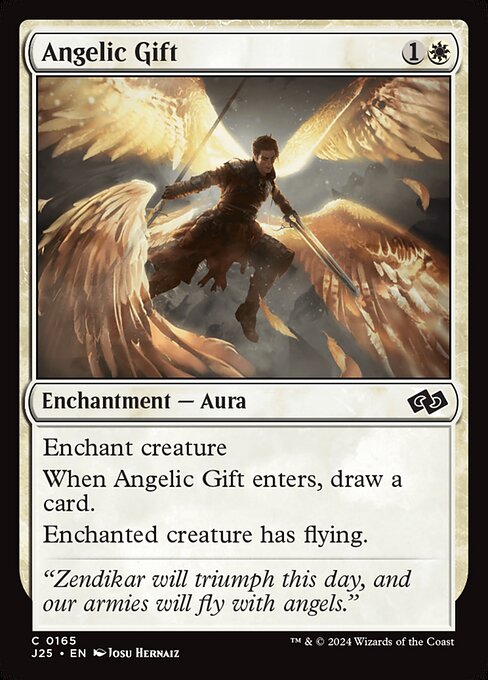 Angelic Gift 1
Enchantment — Aura
Enchant creature
When Angelic Gift enters, draw a
card.
Enchanted creature has flying.
“Zendikar will triumph this day, and
our armies will fly with angels.”
C 0165
J25 • EN Josu Hernaiz
™ & © 2024 Wizards of the Coast